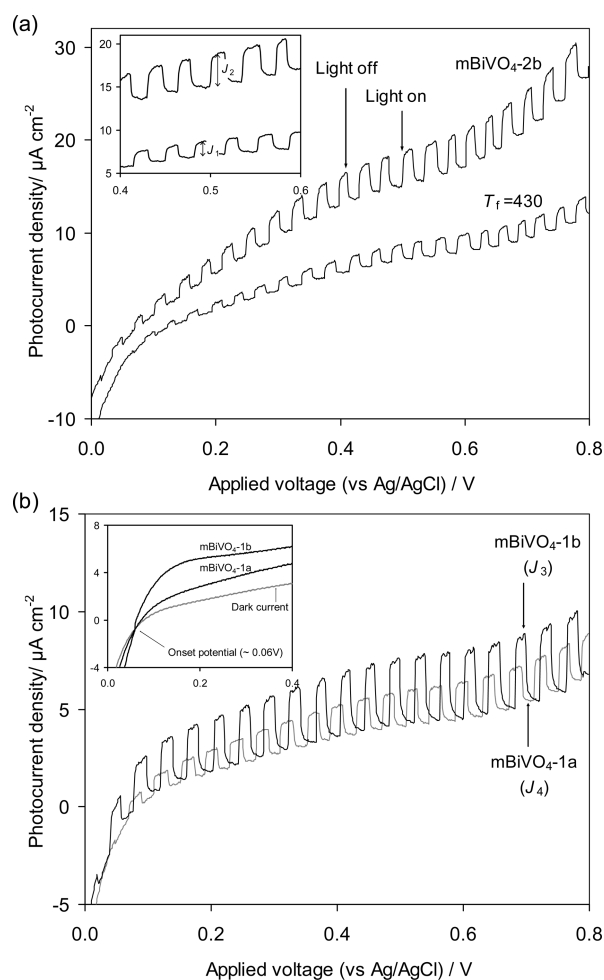 (a)
30
20
10
0
-10
Photocurrent density/ μA cm⁻²
20
15
10
5
0.4 0.5 0.6
J₂
J₁
Light off
Light on
mBiVO₄-2b
T_f =430
0.0 0.2 0.4 0.6 0.8
Applied voltage (vs Ag/AgCl) / V
(b)
15
10
5
0
-5
Photocurrent density/ μA cm⁻²
8
4
0
-4
0.0 0.2 0.4
mBiVO₄-1b
mBiVO₄-1a
Dark current
Onset potential (~ 0.06V)
mBiVO₄-1b
(J₃)
mBiVO₄-1a
(J₄)
0.0 0.2 0.4 0.6 0.8
Applied voltage (vs Ag/AgCl) / V